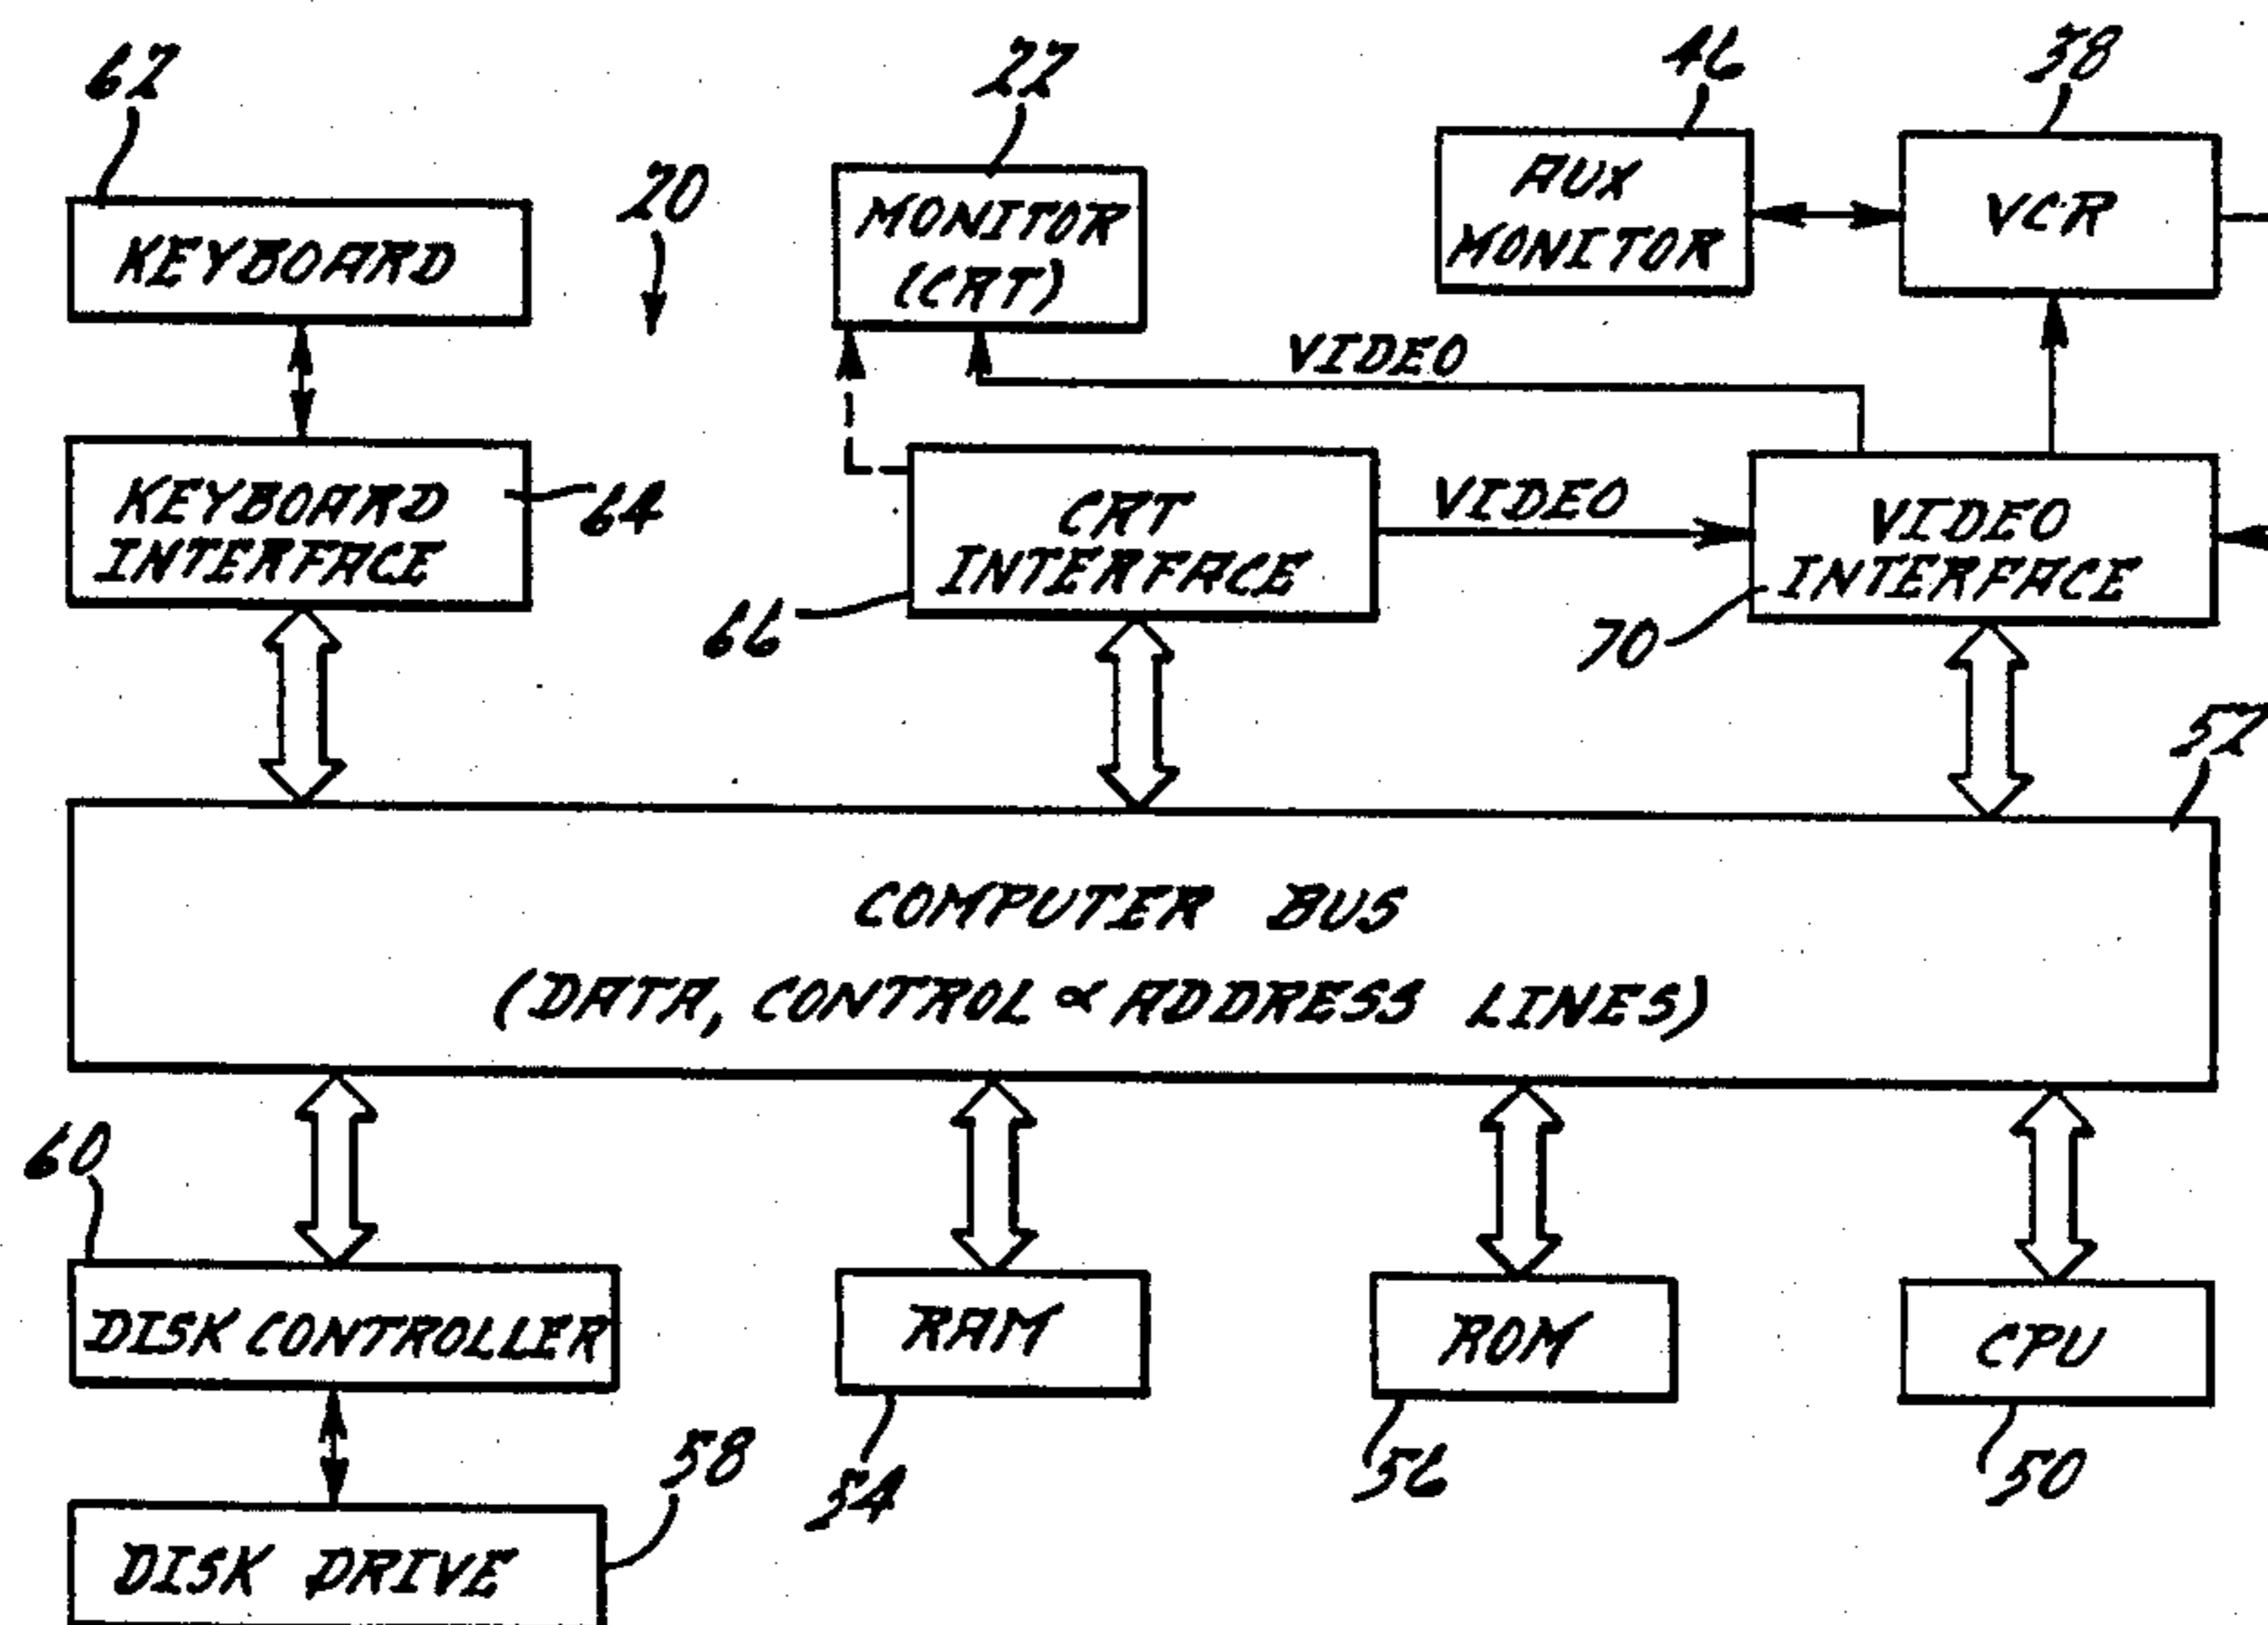 62
22
46
38
20
KEYBOARD
MONITOR
(CRT)
AUX
MONITOR
VCR
VIDEO
KEYBOARD
INTERFACE
64
CRT
INTERFACE
66
VIDEO
VIDEO
INTERFACE
70
52
COMPUTER BUS
(DATA, CONTROL & ADDRESS LINES)
60
DISK CONTROLLER
RAM
ROM
CPU
58
54
56
50
DISK DRIVE